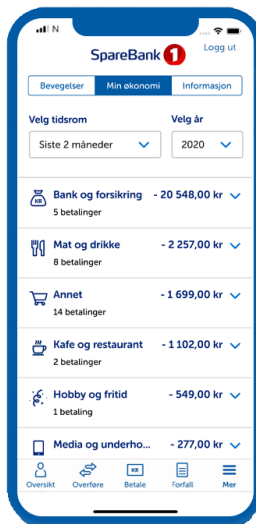 N
SpareBank 1
Logg ut
Bevegelser Min økonomi Informasjon
Velg tidsrom Velg år
Siste 2 måneder 2020
Bank og forsikring - 20 548,00 kr
KR
5 betalinger
Mat og drikke - 2 257,00 kr
8 betalinger
Annet - 1 699,00 kr
14 betalinger
Kafe og restaurant - 1 102,00 kr
2 betalinger
Hobby og fritid - 549,00 kr
1 betaling
Media og underho... - 277,00 kr
KR
Oversikt Overføre Betale Forfall Mer